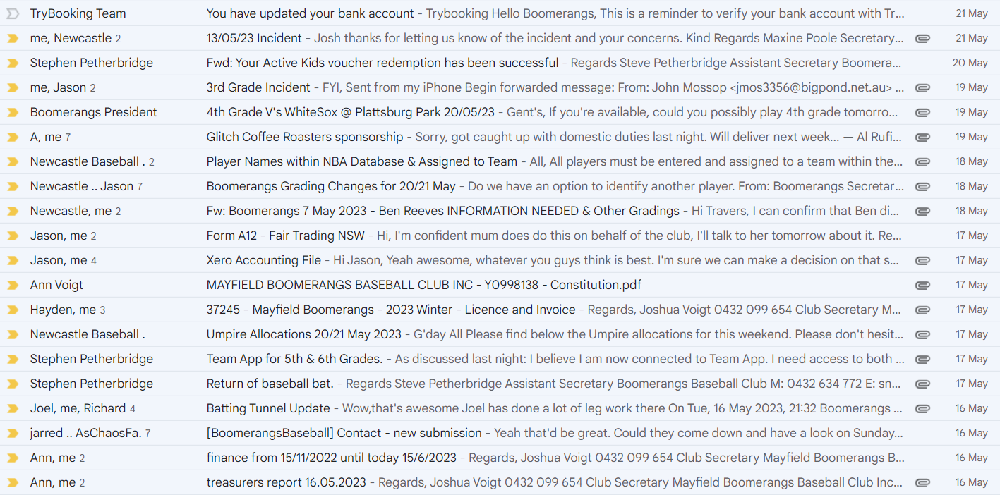 TryBooking Team You have updated your bank account - Trybooking Hello Boomerangs, This is a reminder to verify your bank account with Tr... 21 May
me, Newcastle 2 13/05/23 Incident - Josh thanks for letting us know of the incident and your concerns. Kind Regards Maxine Poole Secretary... 21 May
Stephen Petherbridge Fwd: Your Active Kids voucher redemption has been successful - Regards Steve Petherbridge Assistant Secretary Boomera... 20 May
me, Jason 2 3rd Grade Incident - FYI, Sent from my iPhone Begin forwarded message: From: John Mossop <jmos3356@bigpond.net.au> ... 19 May
Boomerangs President 4th Grade V's WhiteSox @ Plattsburg Park 20/05/23 - Gent's, If you're available, could you possibly play 4th grade tomorro... 19 May
A, me 7 Glitch Coffee Roasters sponsorship - Sorry, got caught up with domestic duties last night. Will deliver next week... — Al Rufi... 19 May
Newcastle Baseball . 2 Player Names within NBA Database & Assigned to Team - All, All players must be entered and assigned to a team within the... 18 May
Newcastle .. Jason 7 Boomerangs Grading Changes for 20/21 May - Do we have an option to identify another player. From: Boomerangs Secretar... 18 May
Newcastle, me 2 Fw: Boomerangs 7 May 2023 - Ben Reeves INFORMATION NEEDED & Other Gradings - Hi Travers, I can confirm that Ben di... 18 May
Jason, me 2 Form A12 - Fair Trading NSW - Hi, I'm confident mum does do this on behalf of the club, I'll talk to her tomorrow about it. Re... 17 May
Jason, me 4 Xero Accounting File - Hi Jason, Yeah awesome, whatever you guys think is best. I'm sure we can make a decision on that s... 17 May
Ann Voigt MAYFIELD BOOMERANGS BASEBALL CLUB INC - Y0998138 - Constitution.pdf 17 May
Hayden, me 3 37245 - Mayfield Boomerangs - 2023 Winter - Licence and Invoice - Regards, Joshua Voigt 0432 099 654 Club Secretary M... 17 May
Newcastle Baseball . Umpire Allocations 20/21 May 2023 - G'day All Please find below the Umpire allocations for this weekend. Please don't hesit... 17 May
Stephen Petherbridge Team App for 5th & 6th Grades. - As discussed last night: I believe I am now connected to Team App. I need access to both ... 17 May
Stephen Petherbridge Return of baseball bat. - Regards Steve Petherbridge Assistant Secretary Boomerangs Baseball Club M: 0432 634 772 E: sn... 17 May
Joel, me, Richard 4 Batting Tunnel Update - Wow,that's awesome Joel has done a lot of leg work there On Tue, 16 May 2023, 21:32 Boomerangs ... 16 May
jarred .. AsChaosFa. 7 [BoomerangsBaseball] Contact - new submission - Yeah that'd be great. Could they come down and have a look on Sunday... 16 May
Ann, me 2 finance from 15/11/2022 until today 15/6/2023 - Regards, Joshua Voigt 0432 099 654 Club Secretary Mayfield Boomerangs B... 16 May
Ann, me 2 treasurers report 16.05.2023 - Regards, Joshua Voigt 0432 099 654 Club Secretary Mayfield Boomerangs Baseball Club Inc... 16 May